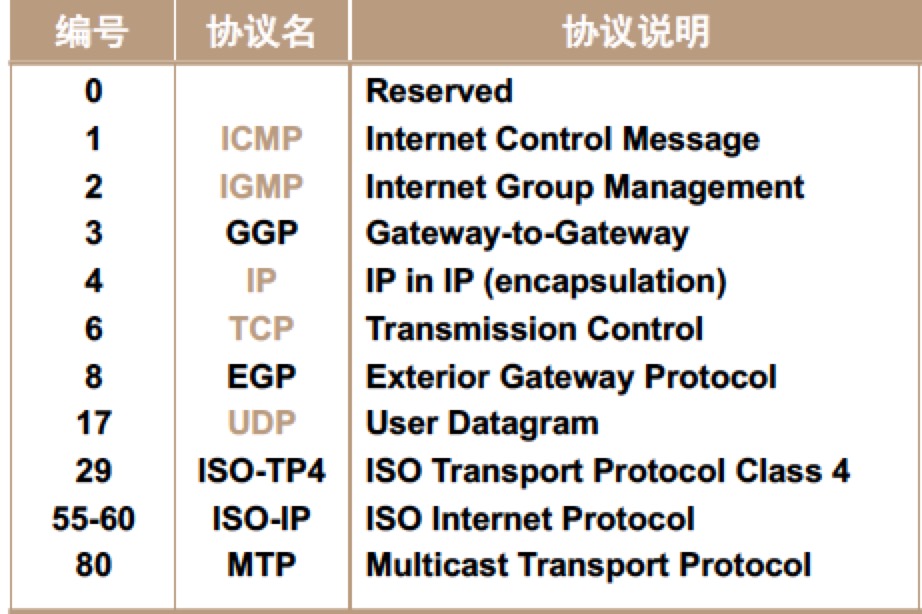 编号 协议名 协议说明
0 Reserved
1 ICMP Internet Control Message
2 IGMP Internet Group Management
3 GGP Gateway-to-Gateway
4 IP IP in IP (encapsulation)
6 TCP Transmission Control
8 EGP Exterior Gateway Protocol
17 UDP User Datagram
29 ISO-TP4 ISO Transport Protocol Class 4
55-60 ISO-IP ISO Internet Protocol
80 MTP Multicast Transport Protocol